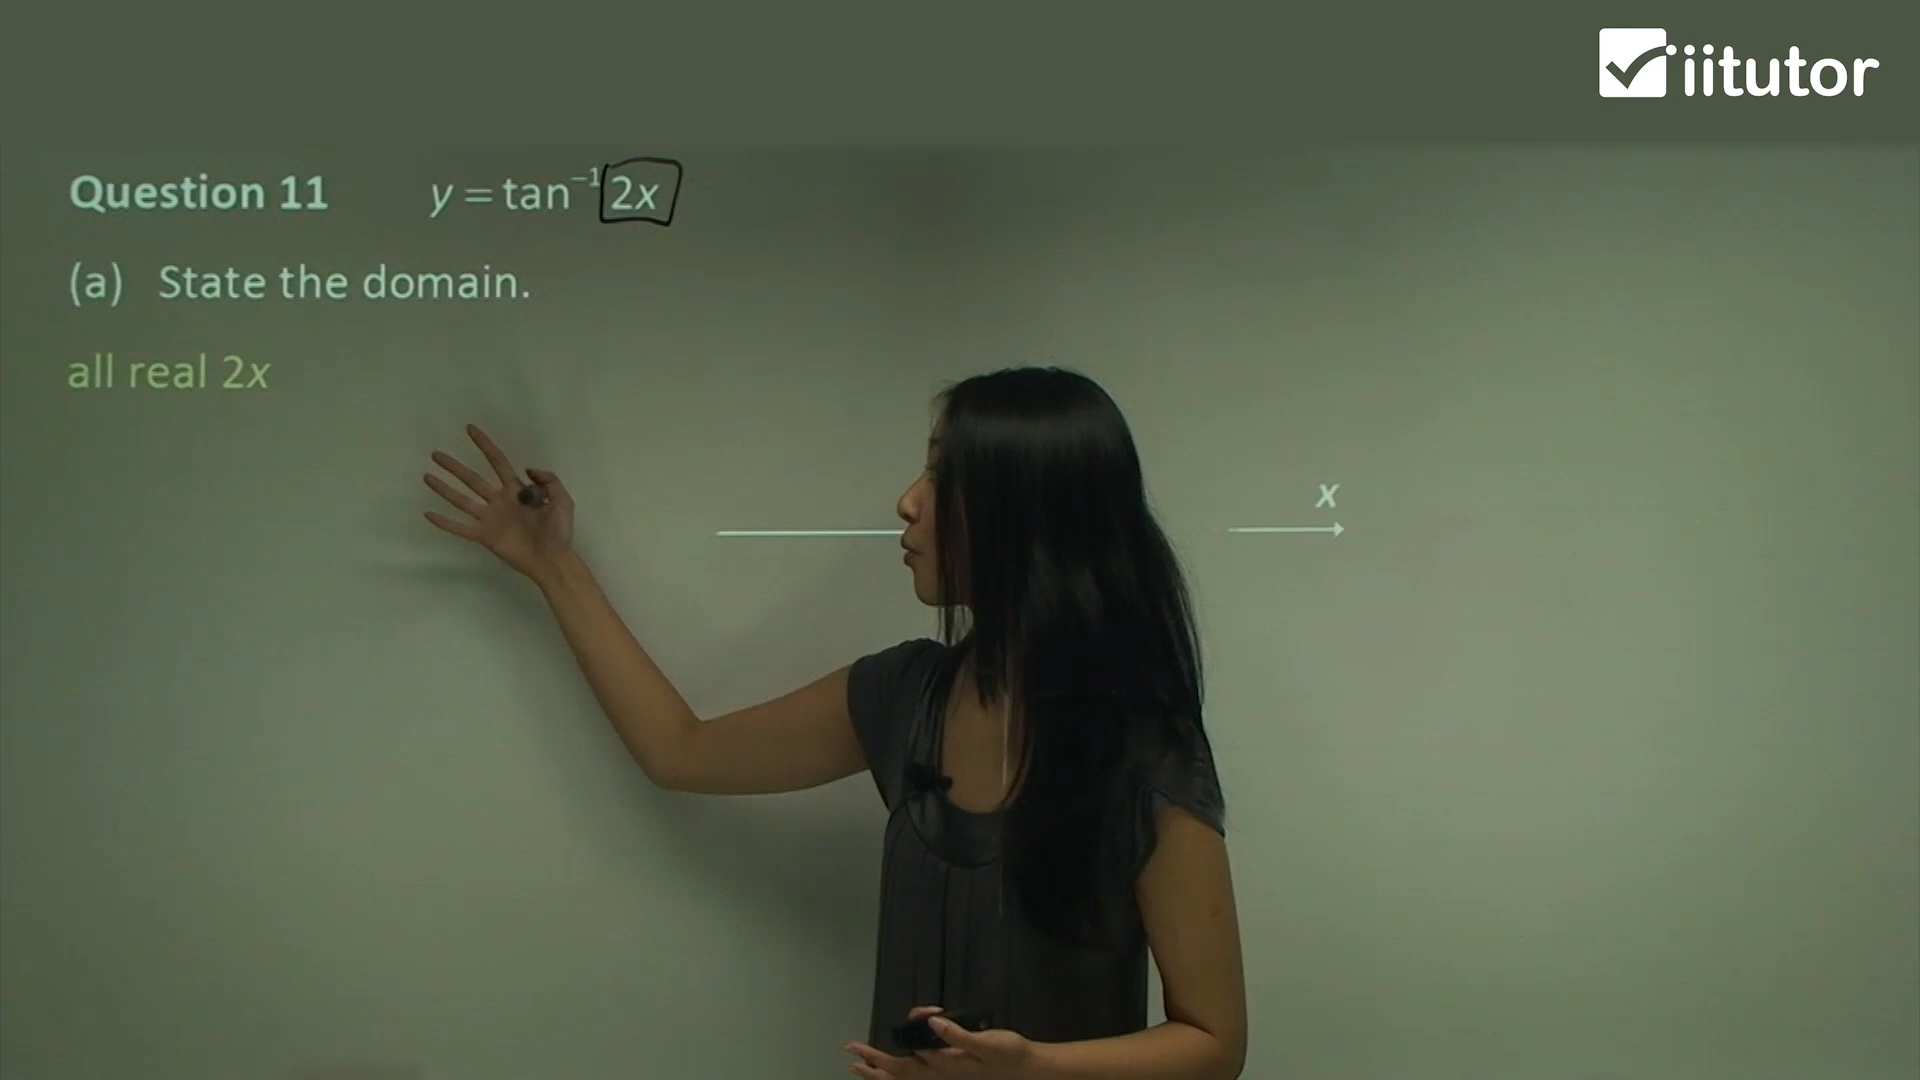 iitutor
Question 11 y = tan⁻¹ 2x
(a) State the domain.
all real 2x
x